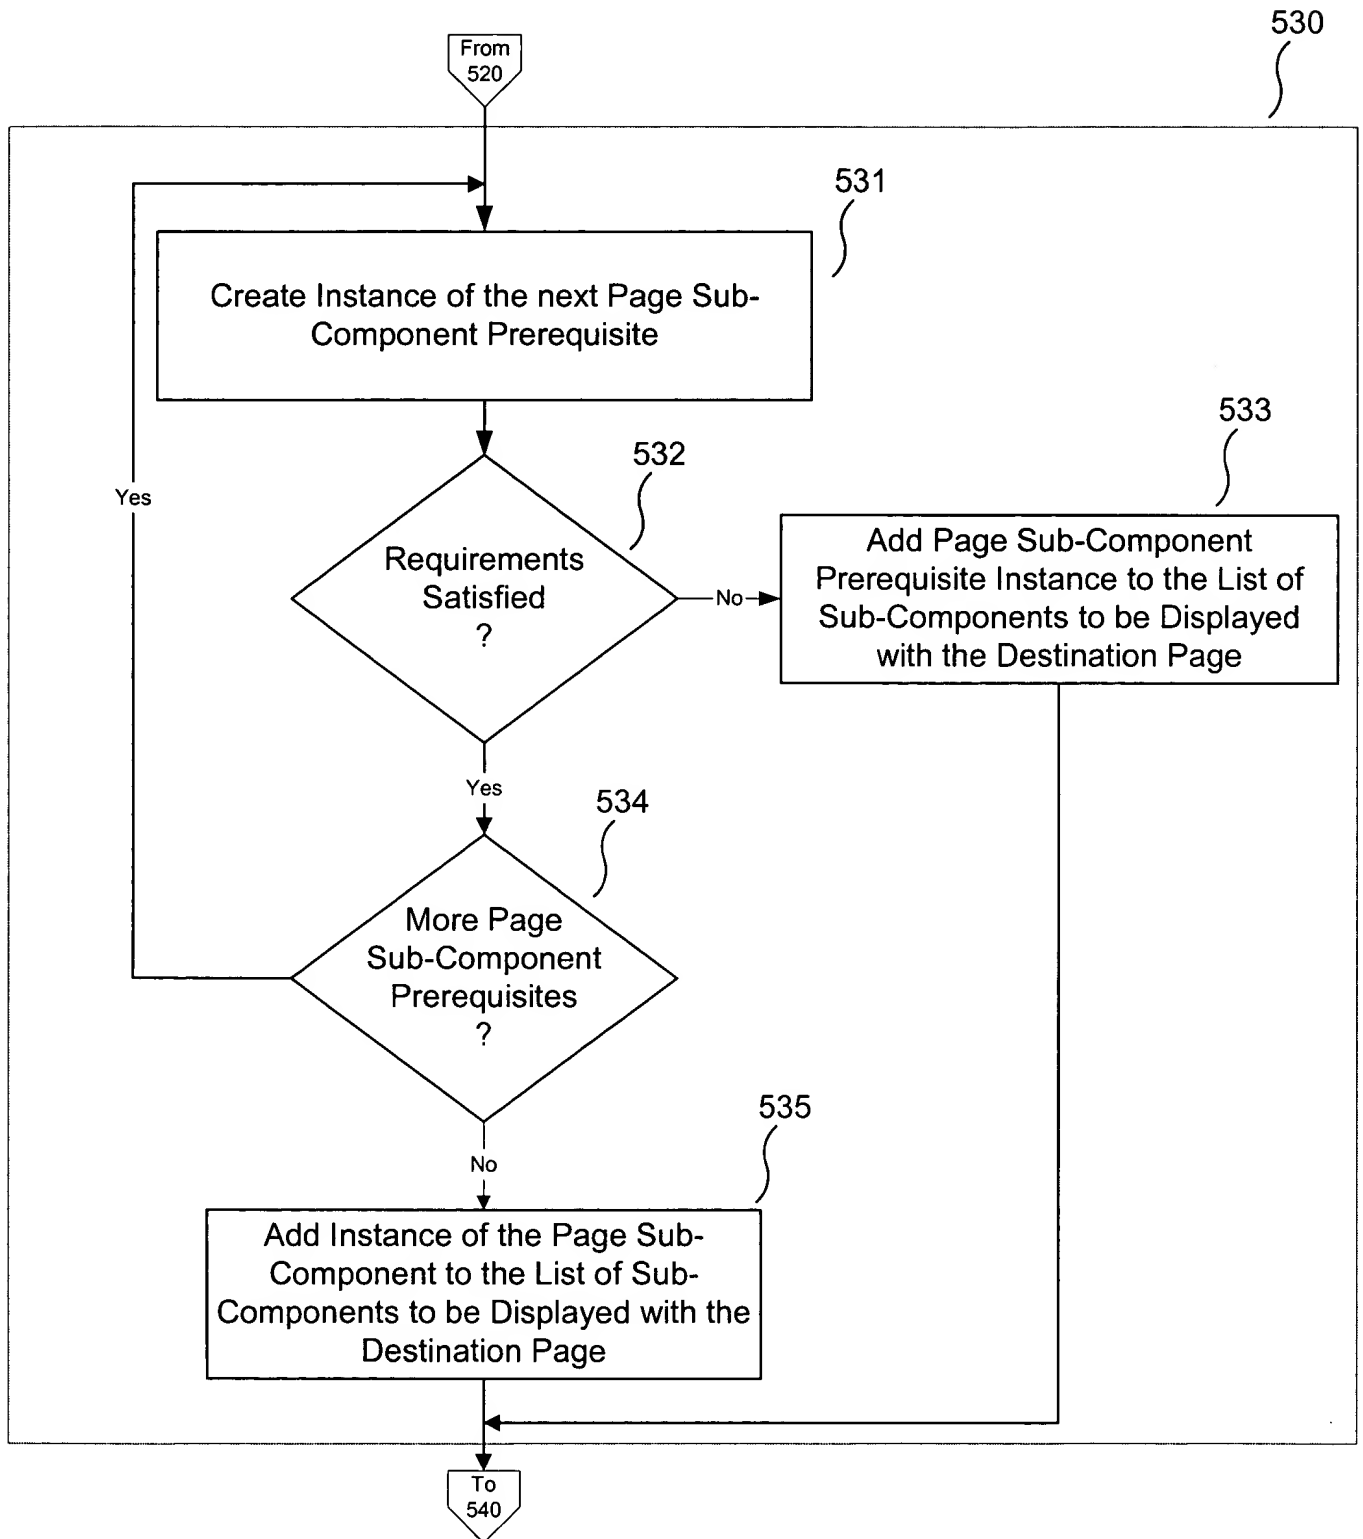 530
From
520
531
Create Instance of the next Page Sub-
Component Prerequisite
532
Requirements
Satisfied
?
No
533
Add Page Sub-Component
Prerequisite Instance to the List of
Sub-Components to be Displayed
with the Destination Page
Yes
Yes
534
More Page
Sub-Component
Prerequisites
?
No
535
Add Instance of the Page Sub-
Component to the List of Sub-
Components to be Displayed with the
Destination Page
To
540